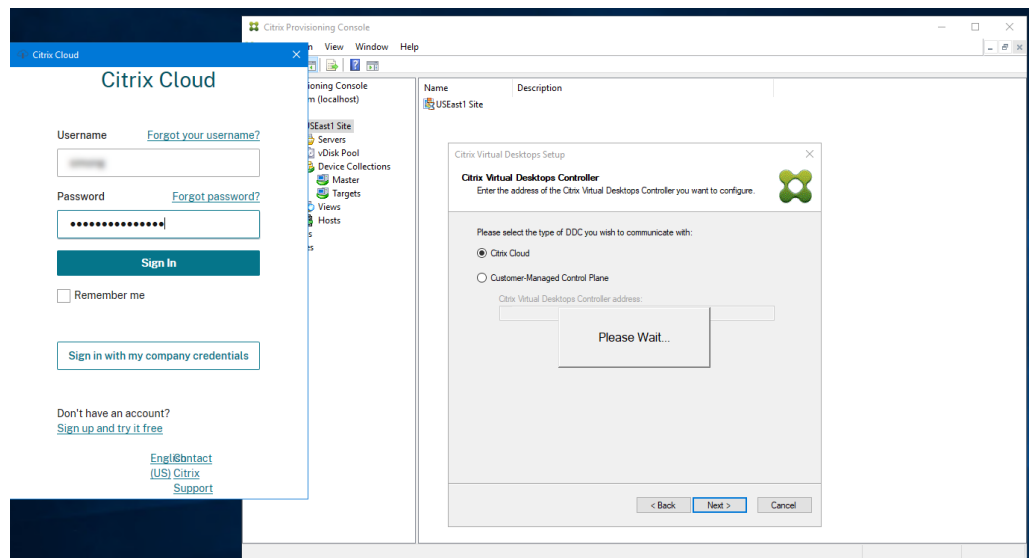 Citrix Provisioning Console
View Window Help
Citrix Cloud
Citrix Cloud
Username
Forgot your username?
Password
Forgot password?
•••••••••••••••
Sign In
Remember me
Sign in with my company credentials
Don't have an account?
Sign up and try it free
English
(US)
Contact
Citrix
Support
Name Description
USEast1 Site
(localhost)
Servers
vDisk Pool
Device Collections
Master
Targets
Views
Hosts
USEast1 Site
Citrix Virtual Desktops Setup
Citrix Virtual Desktops Controller
Enter the address of the Citrix Virtual Desktops Controller you want to configure.
Please select the type of DDC you wish to communicate with:
Citrix Cloud
Customer-Managed Control Plane
Citrix Virtual Desktops Controller address:
Please Wait...
< Back
Next >
Cancel